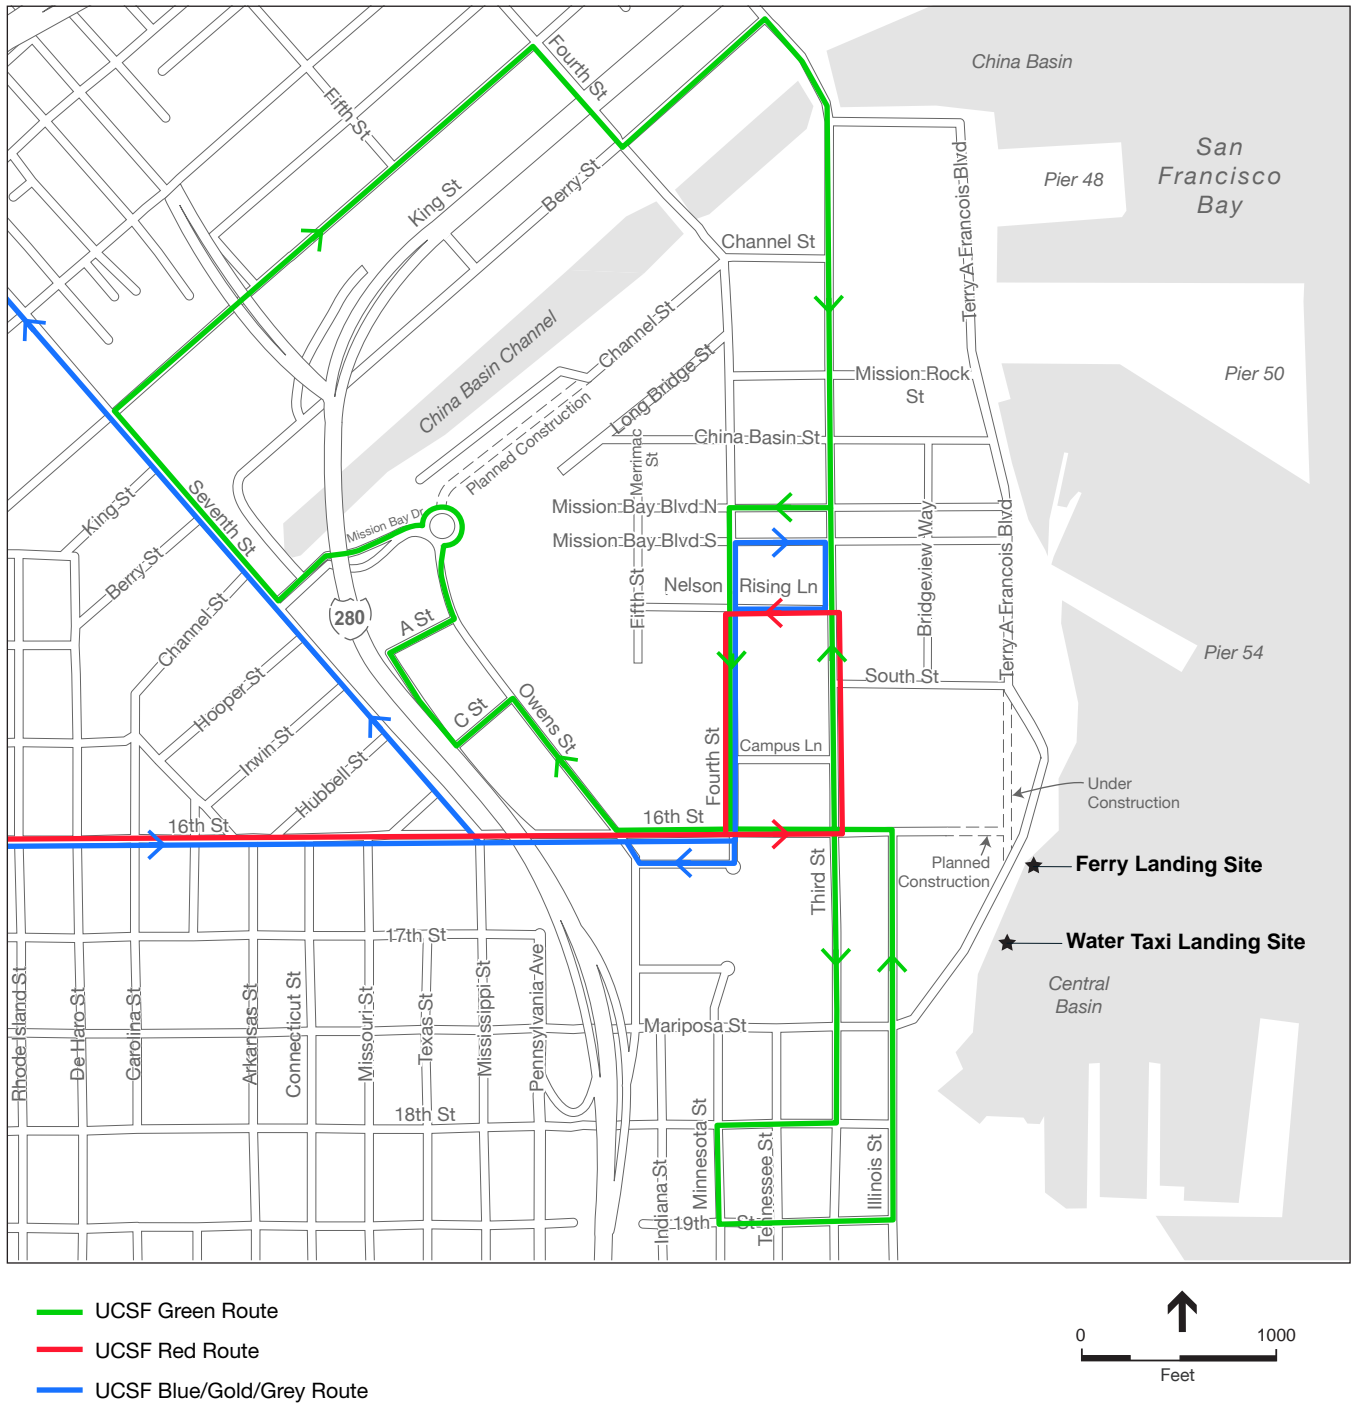 China Basin
San
Francisco
Bay
Pier 48
Fourth St
Fifth St
King St
Berry St
Terry A Francois Blvd
Channel St
China Basin Channel
Channel St
Long Bridge St
Planned Construction
Mission Rock
St
Pier 50
China Basin St
Merrimac
St
Seventh St
King St
Berry St
Channel St
Mission Bay Dr
Mission Bay Blvd N
Mission Bay Blvd S
Nelson
Rising Ln
Fifth St
Bridgeview Way
Terry A Francois Blvd
280
A St
C St
Owens St
Pier 54
South St
Hooper St
Irwin St
Hubbell St
Fourth St
Campus Ln
Under
Construction
16th St
16th St
Third St
Planned
Construction
Ferry Landing Site
Water Taxi Landing Site
Central
Basin
17th St
Rhode Island St
De Haro St
Carorina St
Arkansas St
Connecticut St
Missouri St
Texas St
Mississippi St
Pennsylvania Ave
Mariposa St
18th St
Indiana St
Minnesota St
Tennessee St
Illinois St
19th St
UCSF Green Route
UCSF Red Route
UCSF Blue/Gold/Grey Route
0 1000
Feet